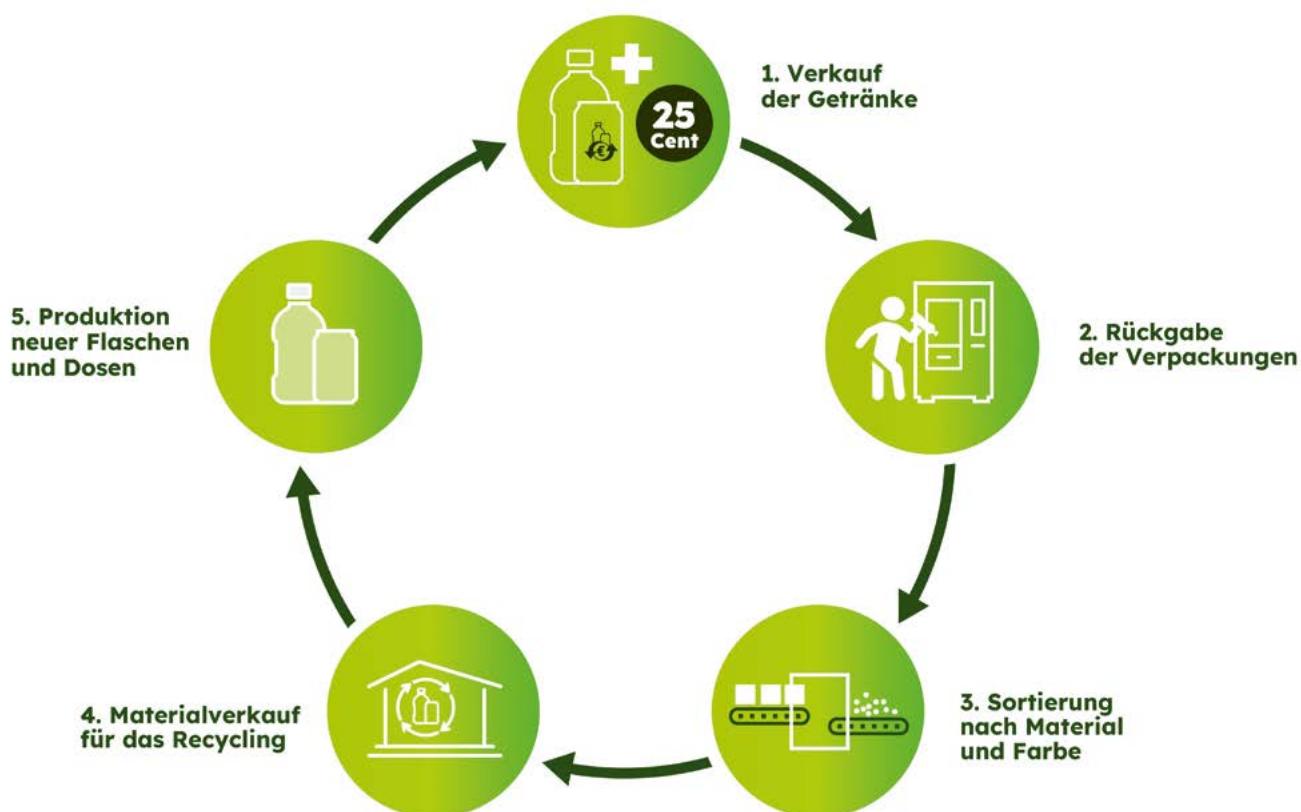 25
Cent
€
1. Verkauf
der Getränke
2. Rückgabe
der Verpackungen
3. Sortierung
nach Material
und Farbe
4. Materialverkauf
für das Recycling
5. Produktion
neuer Flaschen
und Dosen